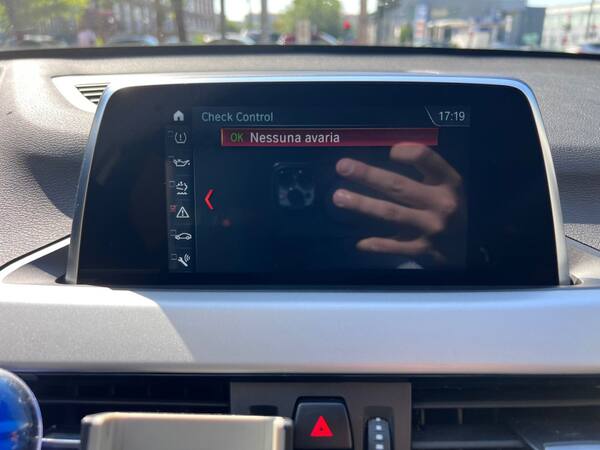 Check Control
17:19
OK Nessuna avaria